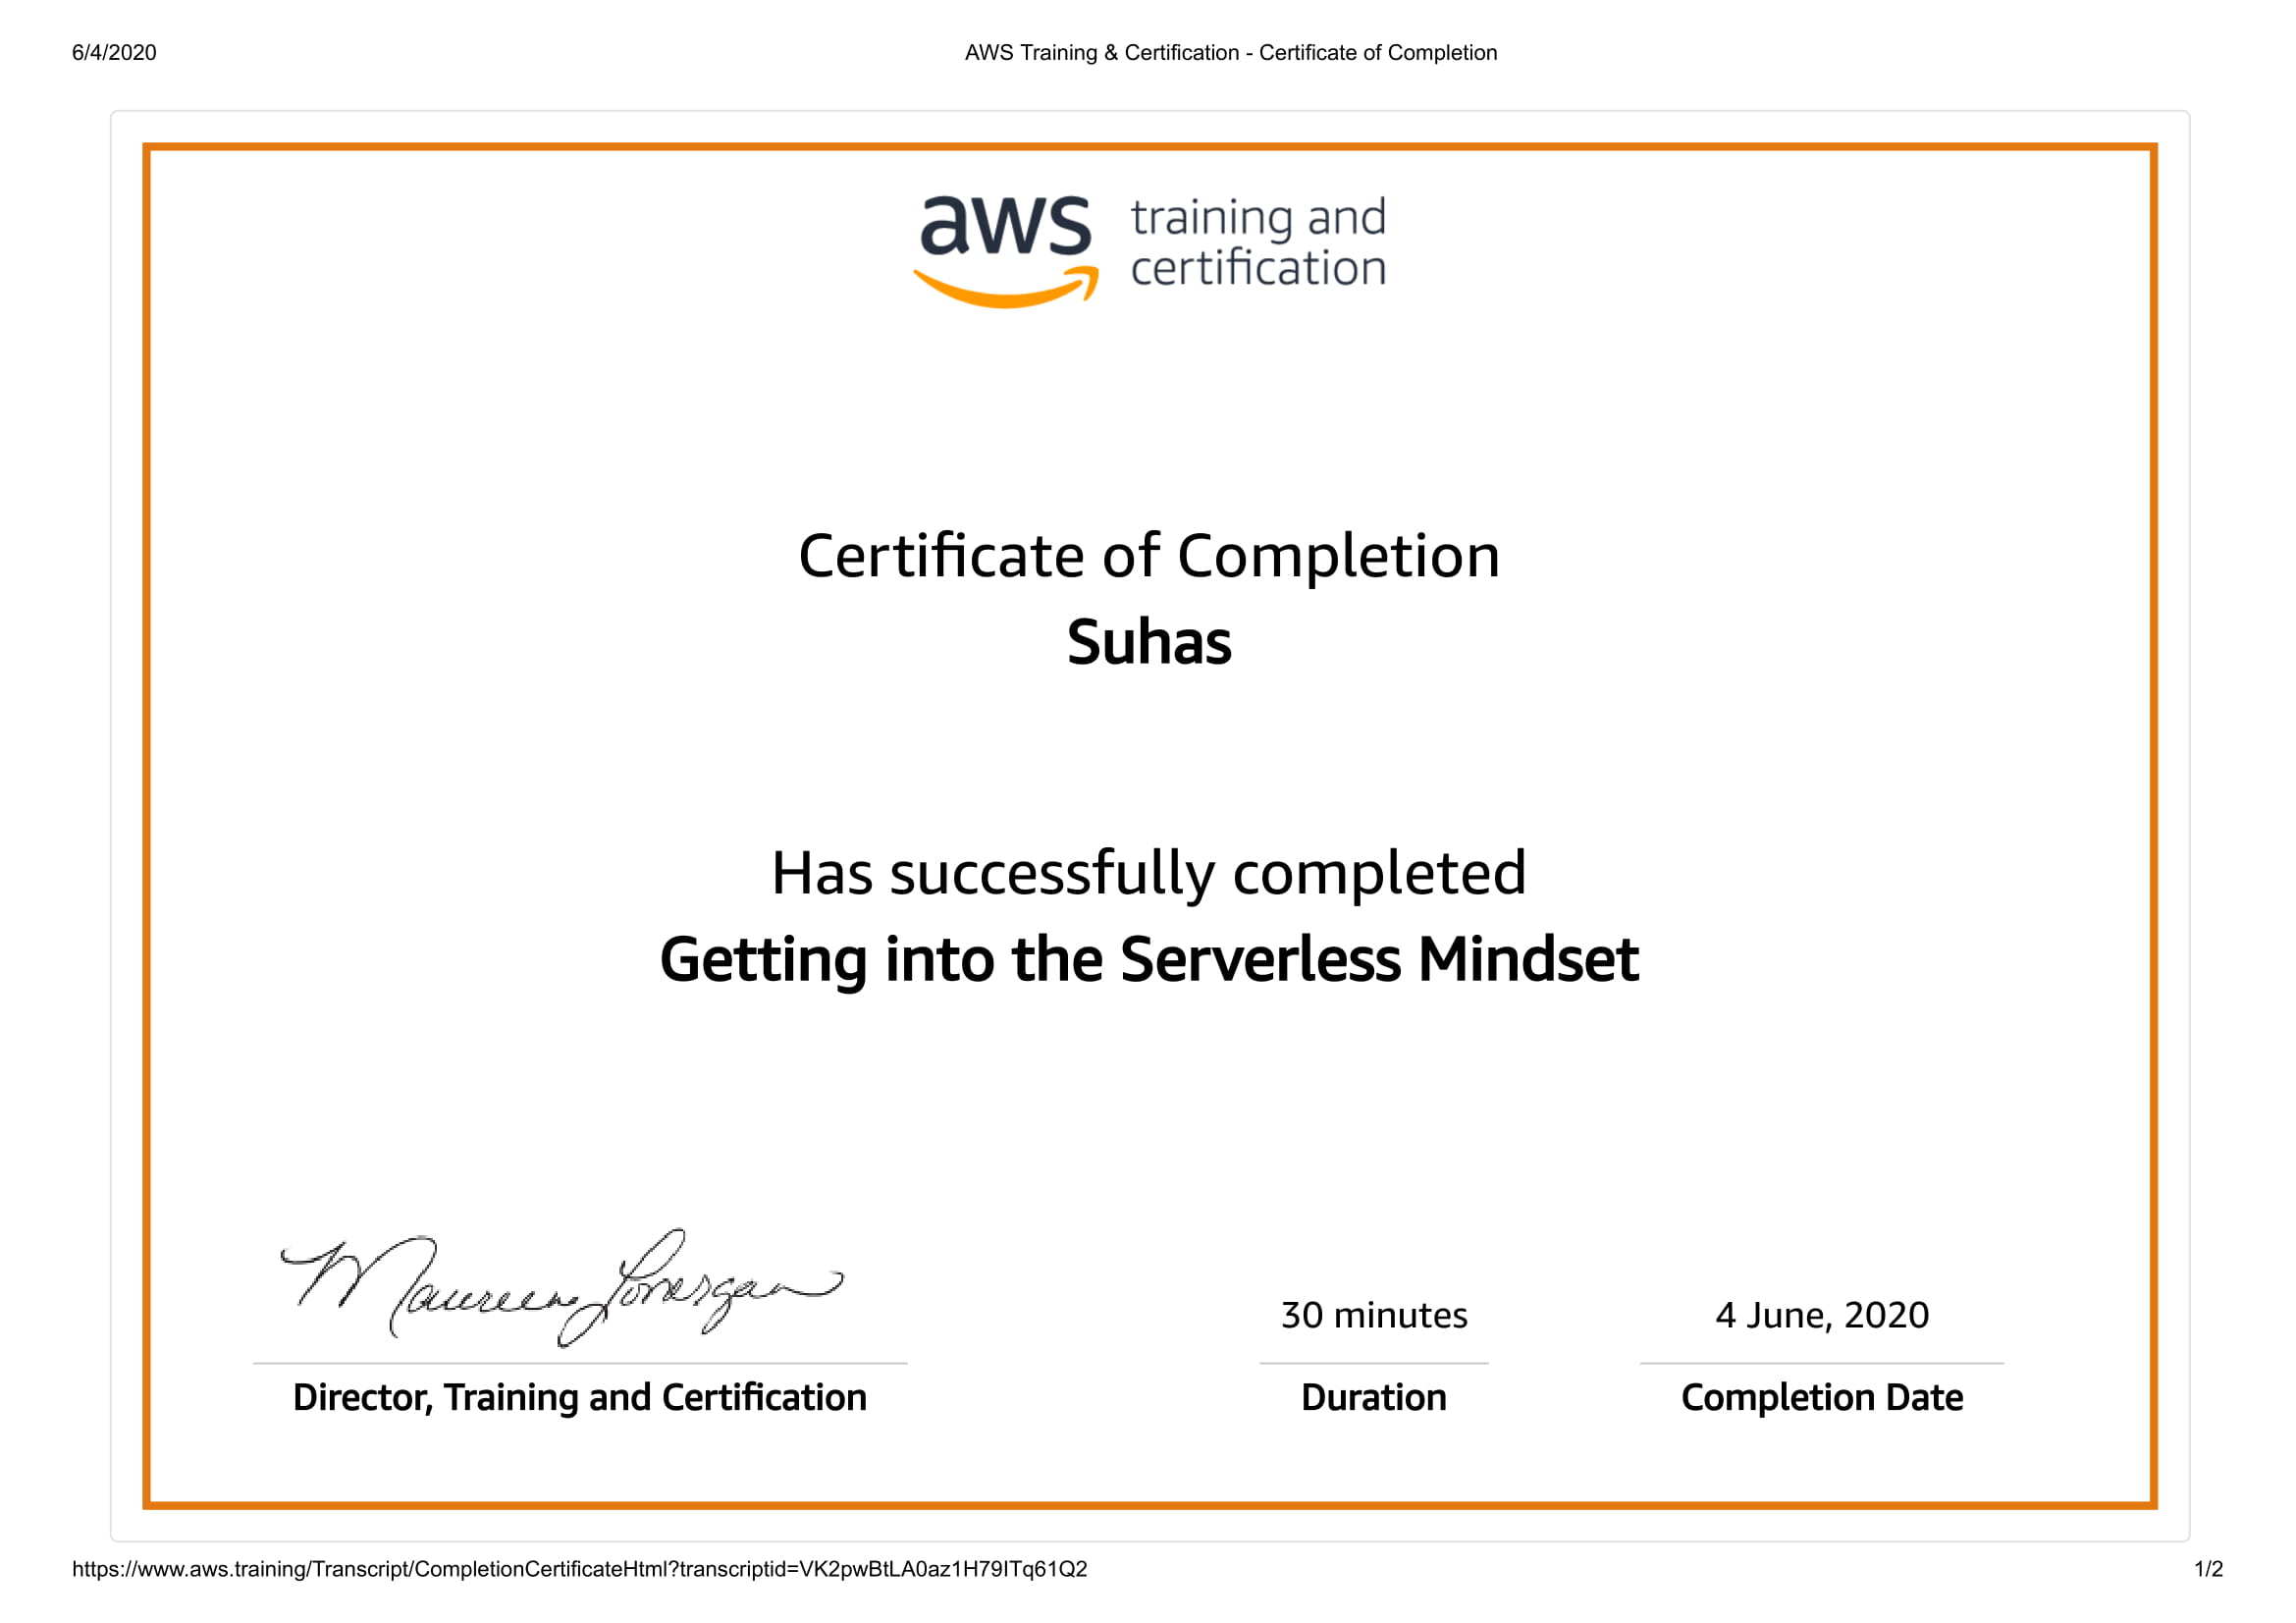 6/4/2020
AWS Training & Certification - Certificate of Completion
aws training and
certification
Certificate of Completion
Suhas
Has successfully completed
Getting into the Serverless Mindset
Maureen Lonergan
30 minutes
4 June, 2020
Director, Training and Certification
Duration
Completion Date
https://www.aws.training/Transcript/CompletionCertificateHtml?transcriptid=VK2pwBtLA0az1H79ITq61Q2
1/2